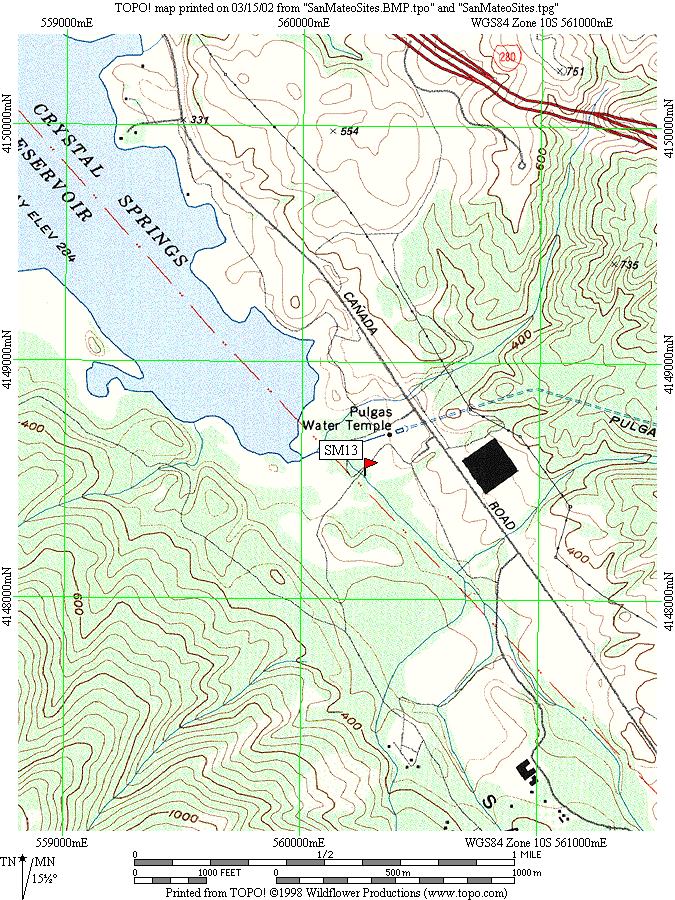 TOPO! map printed on 03/15/02 from "SanMateoSites.BMP.tpo" and "SanMateoSites.tpg"
559000mE 560000mE WGS84 Zone 10S 561000mE
280
751
4150000mN
331
554
4150000mN
CRYSTAL SPRINGS
ESERVOIR
AY ELEV 284
600
735
CAÑADA ROAD
4149000mN
400
4149000mN
Pulgas
Water Temple
PULGA
400
SM13
400
4148000mN
600
4148000mN
400
S
1000
559000mE 560000mE WGS84 Zone 10S 561000mE
TN MN
15½°
0 1/2 1 MILE
0 1000 FEET 0 500 m 1000 m
Printed from TOPO! ©1998 Wildflower Productions (www.topo.com)